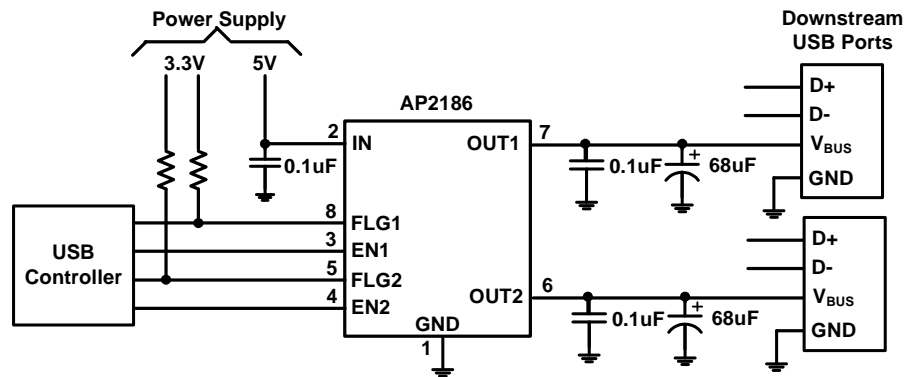 Power Supply
3.3V
5V
AP2186
Downstream
USB Ports
D+
D-
VBUS
GND
2
IN
OUT1
7
0.1uF
0.1uF
68uF
USB
Controller
8
FLG1
3
EN1
5
FLG2
4
EN2
OUT2
6
GND
1
0.1uF
68uF
D+
D-
VBUS
GND